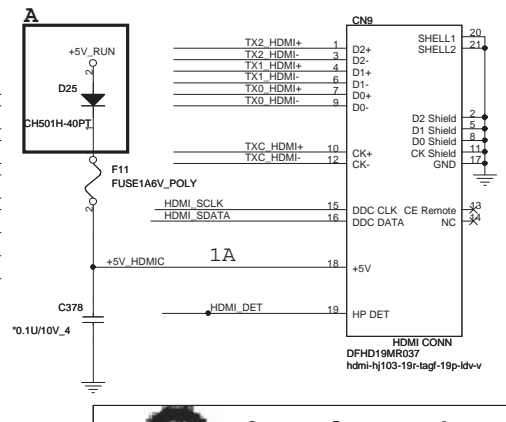 A
+5V_RUN
2
D25
CH501H-40PT
1
F11
FUSE1A6V_POLY
2
+5V_HDMIC
1A
C378
*0.1U/10V_4
CN9
TX2_HDMI+ 1 D2+
TX2_HDMI- 3 D2-
TX1_HDMI+ 4 D1+
TX1_HDMI- 6 D1-
TX0_HDMI+ 7 D0+
TX0_HDMI- 9 D0-
TXC_HDMI+ 10 CK+
TXC_HDMI- 12 CK-
HDMI_SCLK 15 DDC CLK
HDMI_SDATA 16 DDC DATA
18 +5V
HDMI_DET 19 HP DET
SHELL1 20
SHELL2 21
D2 Shield 2
D1 Shield 5
D0 Shield 8
CK Shield 11
GND 17
CE Remote 13
NC 14
HDMI CONN
DFHD19MR037
hdmi-hj103-19r-tagf-19p-ldv-v